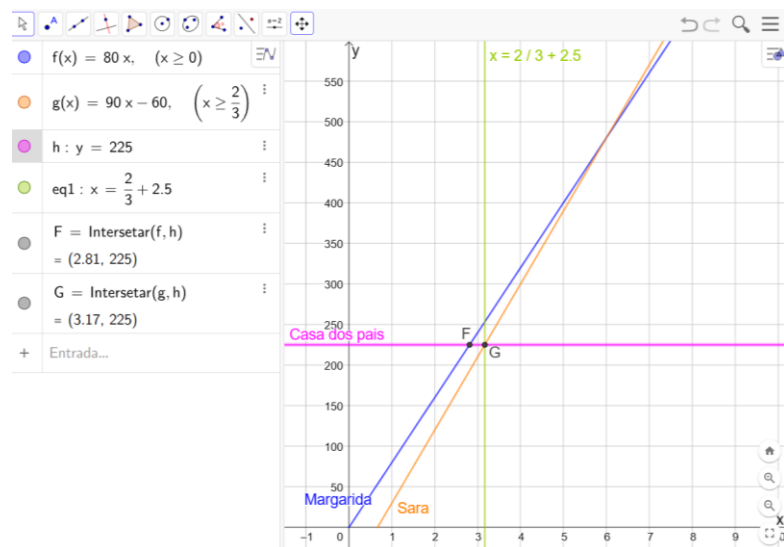 f(x) = 80 x, (x ≥ 0)
g(x) = 90 x − 60, (x ≥ 2/3)
h : y = 225
eq1 : x = 2/3 + 2.5
F = Intersetar(f, h)
= (2.81, 225)
G = Intersetar(g, h)
= (3.17, 225)
+ Entrada...
A
a=2
y
x = 2 / 3 + 2.5
550
500
450
400
350
300
250
Casa dos pais
F
G
200
150
100
50
Margarida
Sara
x
−1 0 1 2 3 4 5 6 7 8 9